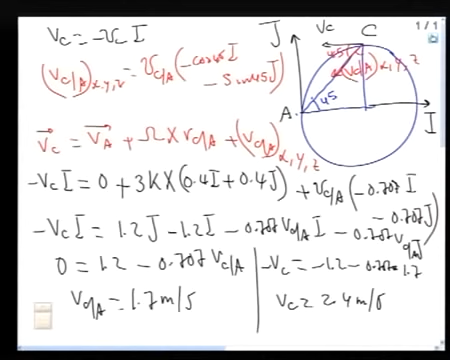 1/1
Vc = -Vc I
(Vc/A)x,y,z = Vc/A(-cos45 I
- Sin45 J)
J
Vc
C
45
(Vc/A)x,y,z
A
45
I
Vc = VA + Ω X rc/A + (Vc/A)x,y,z
-Vc I = 0 + 3K X (0.4 I + 0.4 J) + Vc/A (-0.707 I
- 0.707 J)
-Vc I = 1.2 J - 1.2 I - 0.707 Vc/A I - 0.707 Vc/A J
0 = 1.2 - 0.707 Vc/A
-Vc = -1.2 - 0.707 × 1.7
Vc/A = 1.7 m/s
Vc = 2.4 m/s